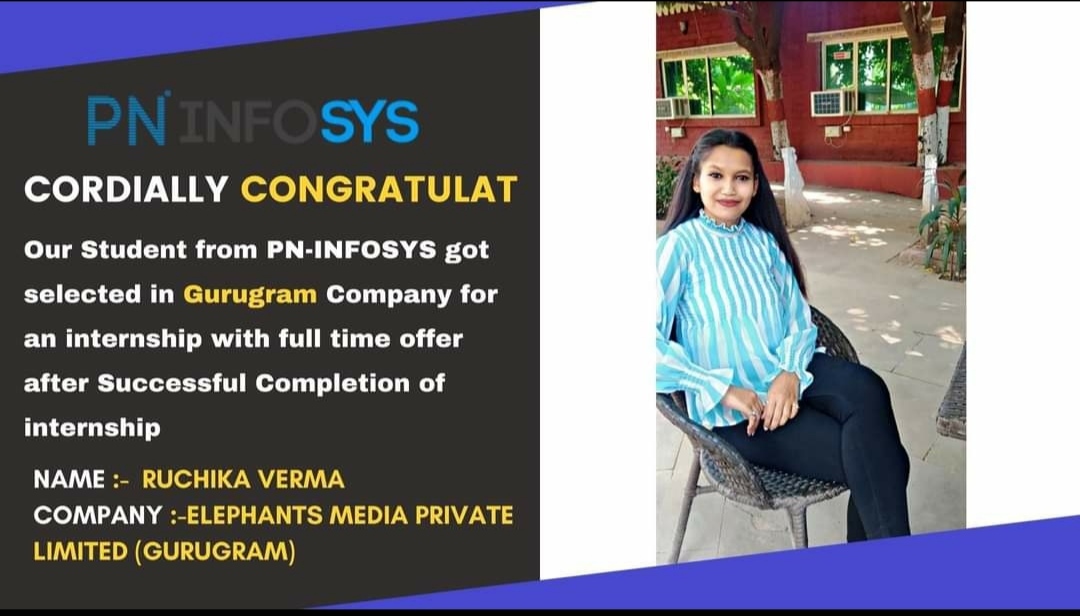 PN INFOSYS
CORDIALLY CONGRATULAT
Our Student from PN-INFOSYS got
selected in Gurugram Company for
an internship with full time offer
after Successful Completion of
internship
NAME :- RUCHIKA VERMA
COMPANY :-ELEPHANTS MEDIA PRIVATE
LIMITED (GURUGRAM)